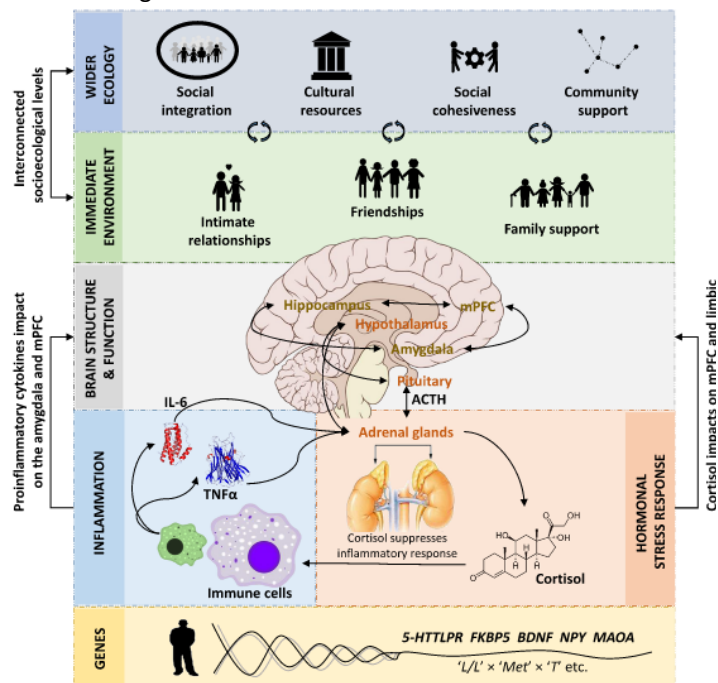 Interconnected
socioecological levels
WIDER
ECOLOGY
Social
integration
Cultural
resources
Social
cohesiveness
Community
support
IMMEDIATE
ENVIRONMENT
Intimate
relationships
Friendships
Family support
Proinflammatory cytokines impact
on the amygdala and mPFC
BRAIN STRUCTURE
& FUNCTION
Hippocampus
mPFC
Hypothalamus
Amygdala
Pituitary
ACTH
Cortisol impacts on mPFC and limbic
INFLAMMATION
IL-6
TNFα
Immune cells
Adrenal glands
Cortisol suppresses
inflammatory response
HO
O
OH
OH
H
H
H
O
Cortisol
HORMONAL
STRESS RESPONSE
GENES
5-HTTLPR FKBP5 BDNF NPY MAOA
‘L/L’ × ‘Met’ × ‘T’ etc.